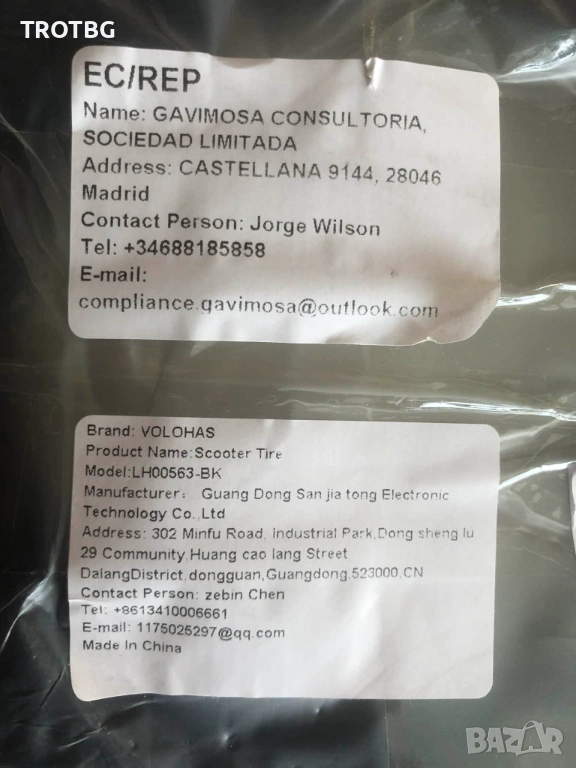 TROTBG
EC/REP
Name: GAVIMOSA CONSULTORIA,
SOCIEDAD LIMITADA
Address: CASTELLANA 9144, 28046
Madrid
Contact Person: Jorge Wilson
Tel: +34688185858
E-mail:
compliance.gavimosa@outlook.com
Brand: VOLOHAS
Product Name:Scooter Tire
Model:LH00563-BK
Manufacturer： Guang Dong San jia tong Electronic
Technology Co.,Ltd
Address: 302 Minfu Road, Industrial Park,Dong sheng lu
29 Community,Huang cao lang Street
DalangDistrict.dongguan,Guangdong.523000,CN
Contact Person: zebin Chen
Tel: +8613410006661
E-mail: 1175025297@qq.com
Made In China
BAZAR